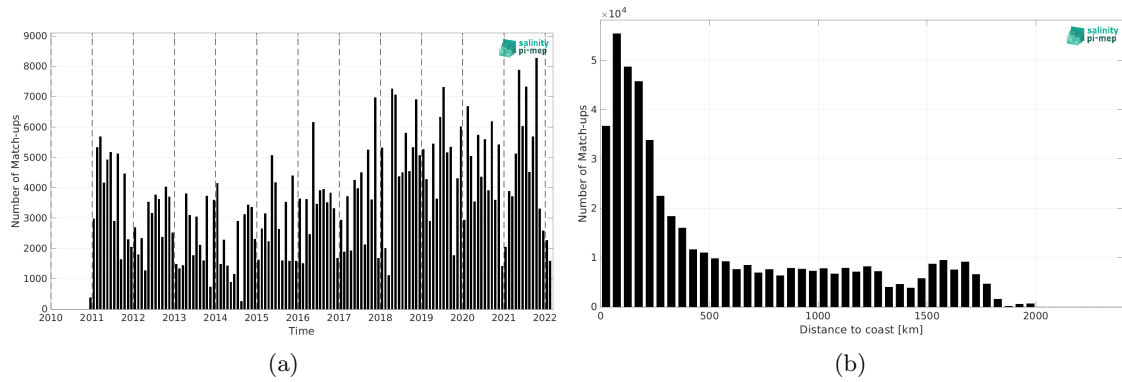 9000
8000
7000
6000
5000
4000
3000
2000
1000
0
Number of Match-ups
2010 2011 2012 2013 2014 2015 2016 2017 2018 2019 2020 2021 2022
Time
salinity
pi-mep
(a)
×10⁴
5
4
3
2
1
0
Number of Match-ups
0 500 1000 1500 2000
Distance to coast [km]
salinity
pi-mep
(b)